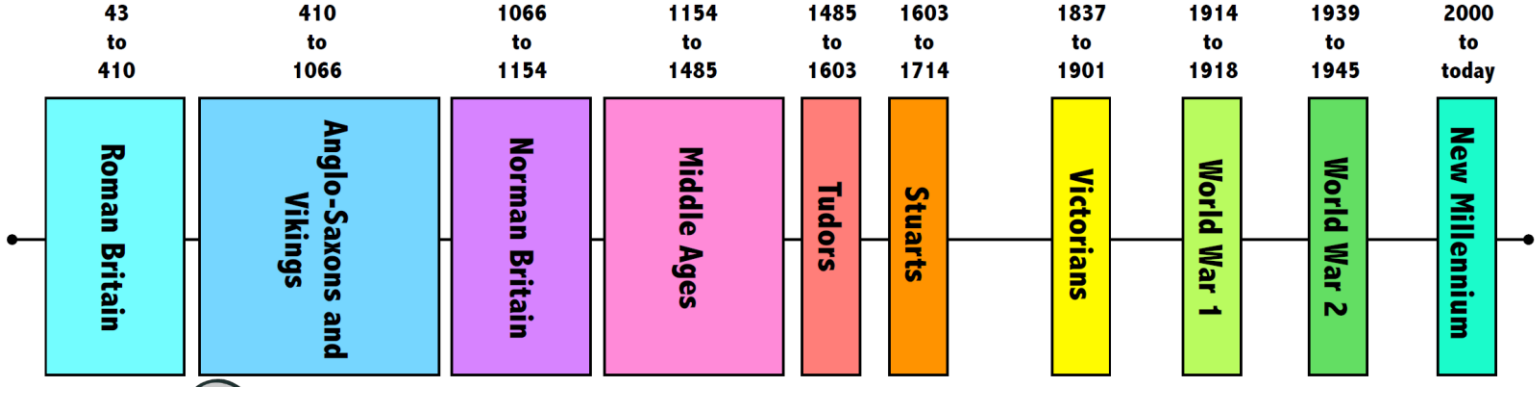 43
to
410
410
to
1066
1066
to
1154
1154
to
1485
1485
to
1603
1603
to
1714
1837
to
1901
1914
to
1918
1939
to
1945
2000
to
today
Roman Britain
Anglo-Saxons and
Vikings
Norman Britain
Middle Ages
Tudors
Stuarts
Victorians
World War 1
World War 2
New Millennium